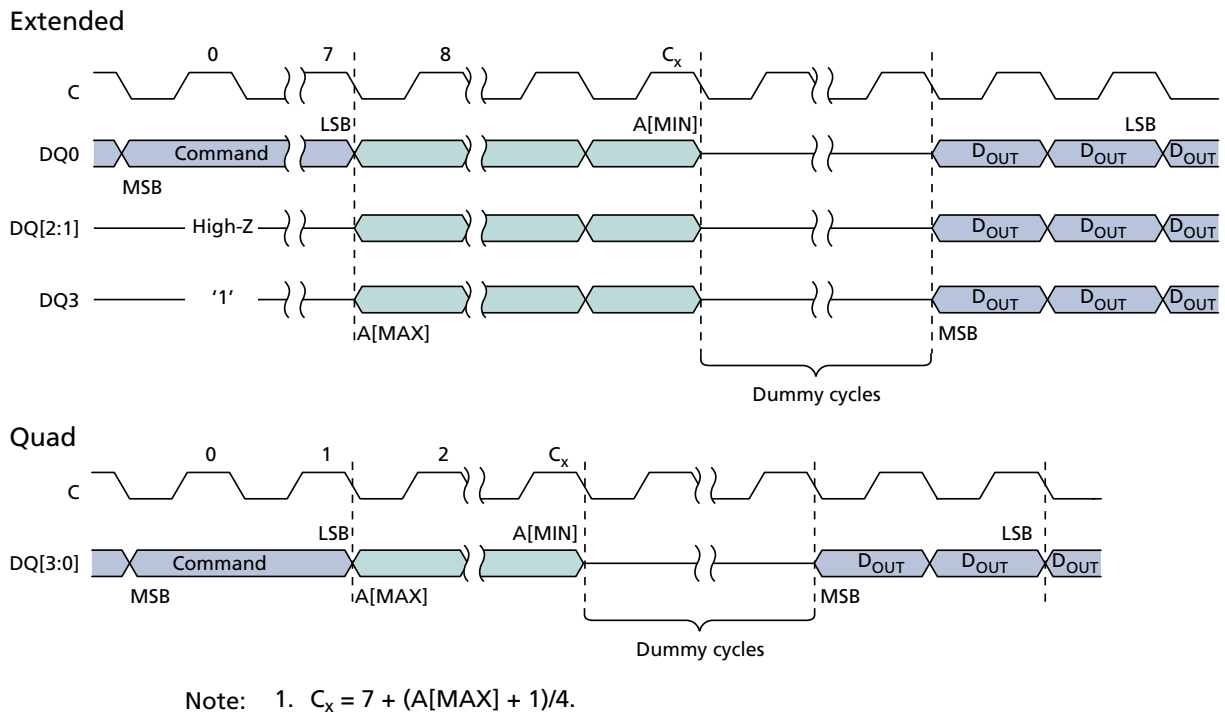 Extended
0 7 8 Cx
C
LSB A[MIN] LSB
DQ0 Command DOUT DOUT DOUT
MSB
DQ[2:1] High-Z DOUT DOUT DOUT
DQ3 '1' DOUT DOUT DOUT
A[MAX] MSB
Dummy cycles
Quad
0 1 2 Cx
C
LSB A[MIN] LSB
DQ[3:0] Command DOUT DOUT DOUT
MSB A[MAX] MSB
Dummy cycles
Note: 1. Cx = 7 + (A[MAX] + 1)/4.